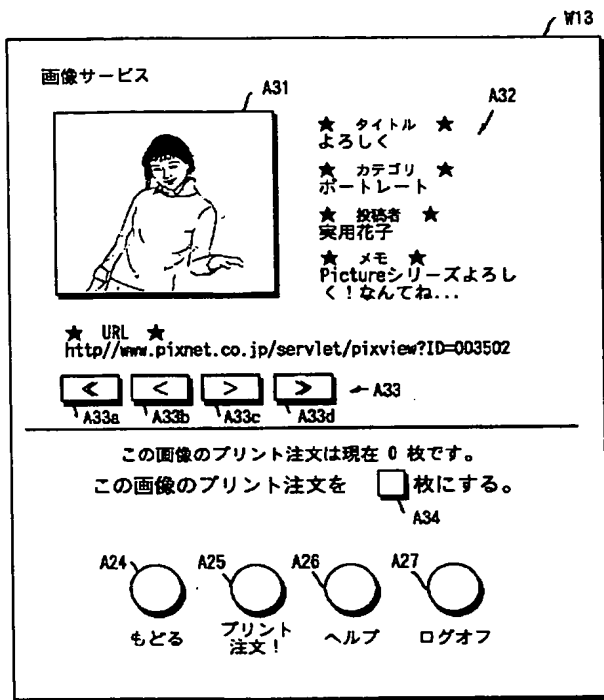 W13
画像サービス
A31
A32
★ タイトル ★
よろしく
★ カテゴリ ★
ポートレート
★ 投稿者 ★
実用花子
★ メモ ★
Pictureシリーズよろし
く!なんてね...
★ URL ★
http//www.pixnet.co.jp/servlet/pixview?ID=003502
≪ < > ≫ A33
A33a A33b A33c A33d
この画像のプリント注文は現在 0 枚です。
この画像のプリント注文を 枚にする。
A34
A24 A25 A26 A27
もどる プリント注文! ヘルプ ログオフ